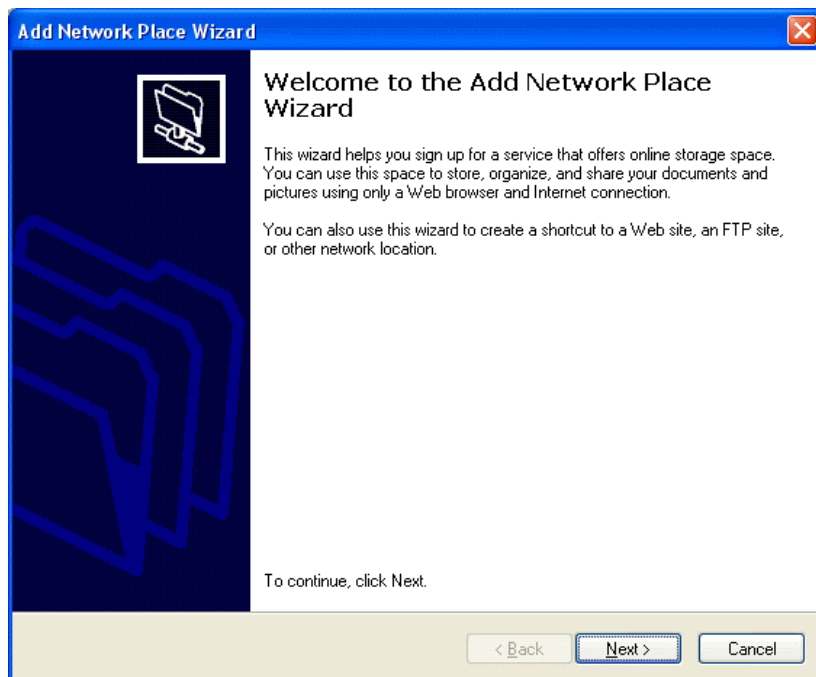 Add Network Place Wizard
Welcome to the Add Network Place
Wizard
This wizard helps you sign up for a service that offers online storage space.
You can use this space to store, organize, and share your documents and
pictures using only a Web browser and Internet connection.
You can also use this wizard to create a shortcut to a Web site, an FTP site,
or other network location.
To continue, click Next.
< Back Next > Cancel